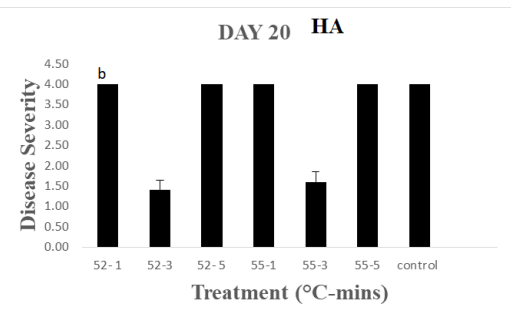 DAY 20 HA
b
4.50
4.00
3.50
3.00
2.50
2.00
1.50
1.00
0.50
0.00
Disease Severity
52- 1 52-3 52- 5 55-1 55-3 55-5 control
Treatment (°C-mins)